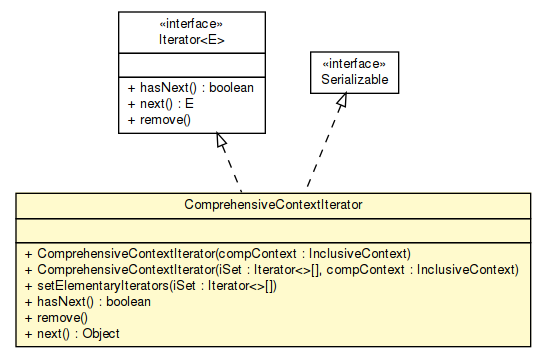 «interface»
Iterator<E>
+ hasNext() : boolean
+ next() : E
+ remove()
«interface»
Serializable
ComprehensiveContextIterator
+ ComprehensiveContextIterator(compContext : InclusiveContext)
+ ComprehensiveContextIterator(iSet : Iterator<>[], compContext : InclusiveContext)
+ setElementaryIterators(iSet : Iterator<>[])
+ hasNext() : boolean
+ remove()
+ next() : Object